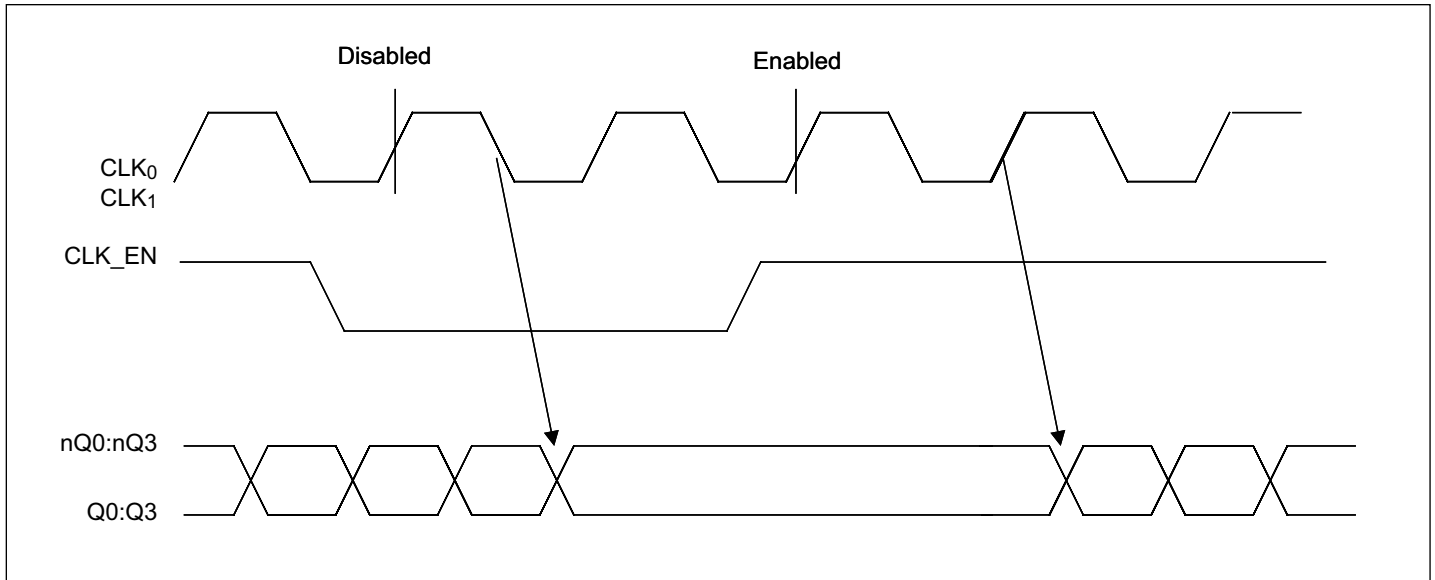 Disabled
Enabled
CLK0
CLK1
CLK_EN
nQ0:nQ3
Q0:Q3